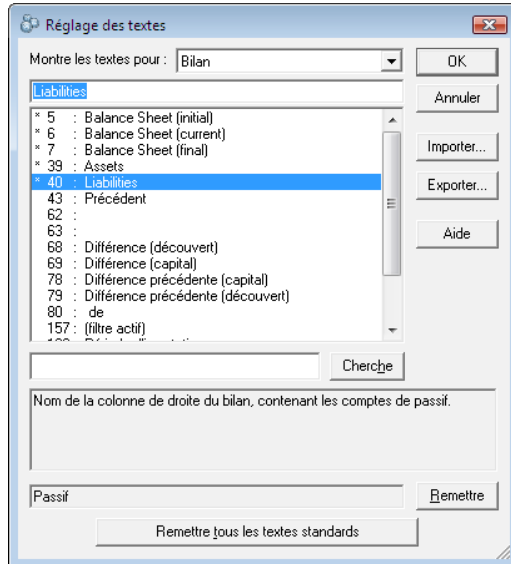 Réglage des textes
Montre les textes pour : Bilan
OK
Liabilities
Annuler
* 5 : Balance Sheet (initial)
* 6 : Balance Sheet (current)
* 7 : Balance Sheet (final)
* 39 : Assets
* 40 : Liabilities
43 : Précédent
62 :
63 :
68 : Différence (découvert)
69 : Différence (capital)
78 : Différence précédente (capital)
79 : Différence précédente (découvert)
80 : de
157 : (filtre actif)
Importer...
Exporter...
Aide
Cherche
Nom de la colonne de droite du bilan, contenant les comptes de passif.
Passif
Remettre
Remettre tous les textes standards